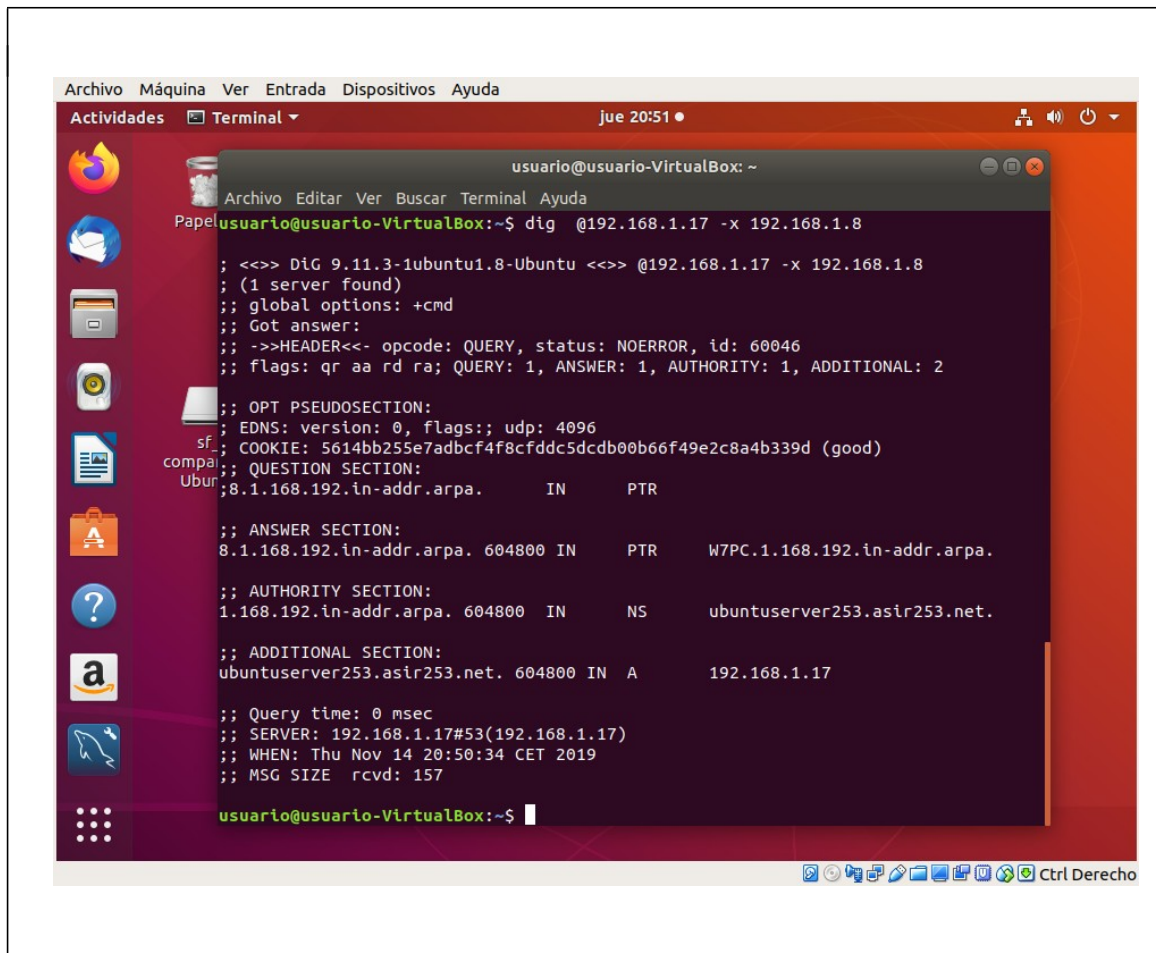 Archivo Máquina Ver Entrada Dispositivos Ayuda
Actividades Terminal jue 20:51
usuario@usuario-VirtualBox: ~
Archivo Editar Ver Buscar Terminal Ayuda
Papel
usuario@usuario-VirtualBox:~$ dig  @192.168.1.17 -x 192.168.1.8
; <<>> DiG 9.11.3-1ubuntu1.8-Ubuntu <<>> @192.168.1.17 -x 192.168.1.8
; (1 server found)
;; global options: +cmd
;; Got answer:
;; ->>HEADER<<- opcode: QUERY, status: NOERROR, id: 60046
;; flags: qr aa rd ra; QUERY: 1, ANSWER: 1, AUTHORITY: 1, ADDITIONAL: 2
;; OPT PSEUDOSECTION:
; EDNS: version: 0, flags:; udp: 4096
sf_
; COOKIE: 5614bb255e7adbcf4f8cfddc5dcdb00b66f49e2c8a4b339d (good)
compar
;; QUESTION SECTION:
Ubun
;8.1.168.192.in-addr.arpa. IN PTR
;; ANSWER SECTION:
8.1.168.192.in-addr.arpa. 604800 IN PTR W7PC.1.168.192.in-addr.arpa.
;; AUTHORITY SECTION:
1.168.192.in-addr.arpa. 604800 IN NS ubuntuserver253.asir253.net.
;; ADDITIONAL SECTION:
ubuntuserver253.asir253.net. 604800 IN A 192.168.1.17
;; Query time: 0 msec
;; SERVER: 192.168.1.17#53(192.168.1.17)
;; WHEN: Thu Nov 14 20:50:34 CET 2019
;; MSG SIZE  rcvd: 157
usuario@usuario-VirtualBox:~$
Ctrl Derecho